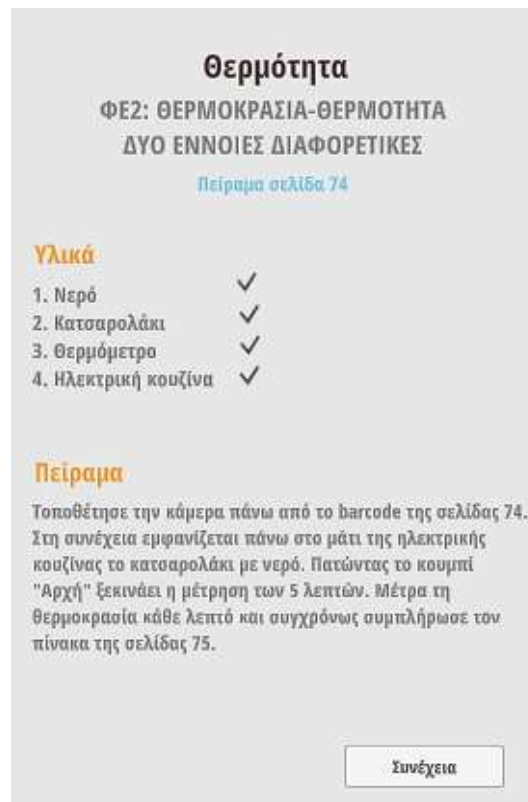 Θερμότητα
ΦΕ2: ΘΕΡΜΟΚΡΑΣΙΑ-ΘΕΡΜΟΤΗΤΑ
ΔΥΟ ΕΝΝΟΙΕΣ ΔΙΑΦΟΡΕΤΙΚΕΣ
Πείραμα σελίδα 74
Υλικά
1. Νερό
2. Κατσαρολάκι
3. Θερμόμετρο
4. Ηλεκτρική κουζίνα
Πείραμα
Τοποθέτησε την κάμερα πάνω από το barcode της σελίδας 74.
Στη συνέχεια εμφανίζεται πάνω στο μάτι της ηλεκτρικής
κουζίνας το κατσαρολάκι με νερό. Πατώντας το κουμπί
"Αρχή" ξεκινάει η μέτρηση των 5 λεπτών. Μέτρα τη
θερμοκρασία κάθε λεπτό και συγχρόνως συμπλήρωσε τον
πίνακα της σελίδας 75.
Συνέχεια